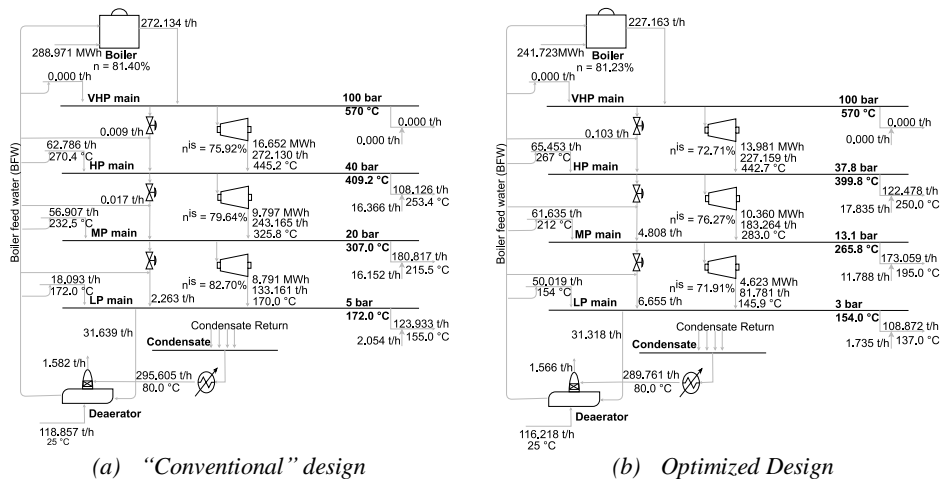 272.134 t/h
288.971 MWh
Boiler
n = 81.40%
0.000 t/h
VHP main
100 bar
570 °C
0.009 t/h
0.000 t/h
0.000 t/h
62.786 t/h
270.4 °C
n^is = 75.92%
16.652 MWh
272.130 t/h
445.2 °C
HP main
40 bar
409.2 °C
0.017 t/h
108.126 t/h
253.4 °C
16.366 t/h
56.907 t/h
232.5 °C
n^is = 79.64%
9.797 MWh
243.165 t/h
325.8 °C
MP main
20 bar
307.0 °C
180.817 t/h
215.5 °C
16.152 t/h
18.093 t/h
172.0 °C
n^is = 82.70%
8.791 MWh
133.161 t/h
170.0 °C
LP main
2.263 t/h
5 bar
172.0 °C
123.933 t/h
155.0 °C
2.054 t/h
31.639 t/h
Condensate Return
Condensate
1.582 t/h
295.605 t/h
80.0 °C
Deaerator
118.857 t/h
25 °C
Boiler feed water (BFW)
(a) “Conventional” design
227.163 t/h
241.723MWh
Boiler
n = 81.23%
0.000 t/h
VHP main
100 bar
570 °C
0.103 t/h
0.000 t/h
0.000 t/h
65.453 t/h
267 °C
n^is = 72.71%
13.981 MWh
227.159 t/h
442.7 °C
HP main
37.8 bar
399.8 °C
122.478 t/h
250.0 °C
17.835 t/h
61.635 t/h
212 °C
n^is = 76.27%
10.360 MWh
183.264 t/h
283.0 °C
MP main
4.808 t/h
13.1 bar
265.8 °C
173.059 t/h
195.0 °C
11.788 t/h
50.019 t/h
154 °C
n^is = 71.91%
4.623 MWh
81.781 t/h
145.9 °C
LP main
6.655 t/h
3 bar
154.0 °C
108.872 t/h
137.0 °C
1.735 t/h
31.318 t/h
Condensate Return
Condensate
1.566 t/h
289.761 t/h
80.0 °C
Deaerator
116.218 t/h
25 °C
Boiler feed water (BFW)
(b) Optimized Design